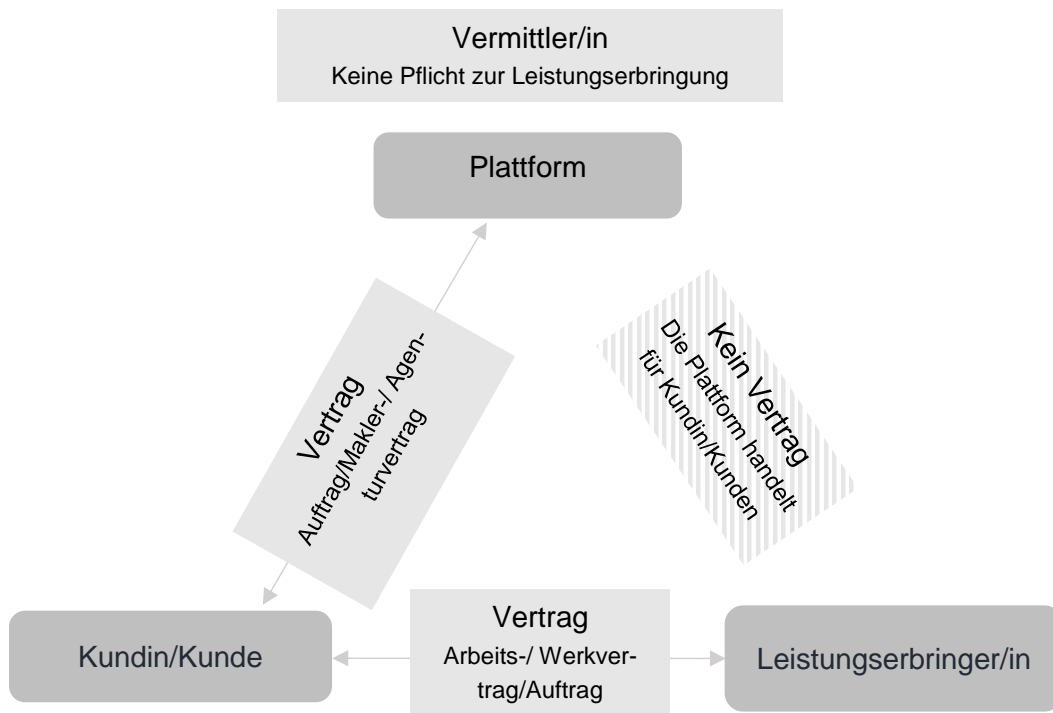 Vermittler/in
Keine Pflicht zur Leistungserbringung
Plattform
Vertrag
Auftrag/Makler-/ Agen-
turvertrag
Kein Vertrag
Die Plattform handelt
für Kundin/Kunden
Kundin/Kunde
Vertrag
Arbeits-/ Werkver-
trag/Auftrag
Leistungserbringer/in